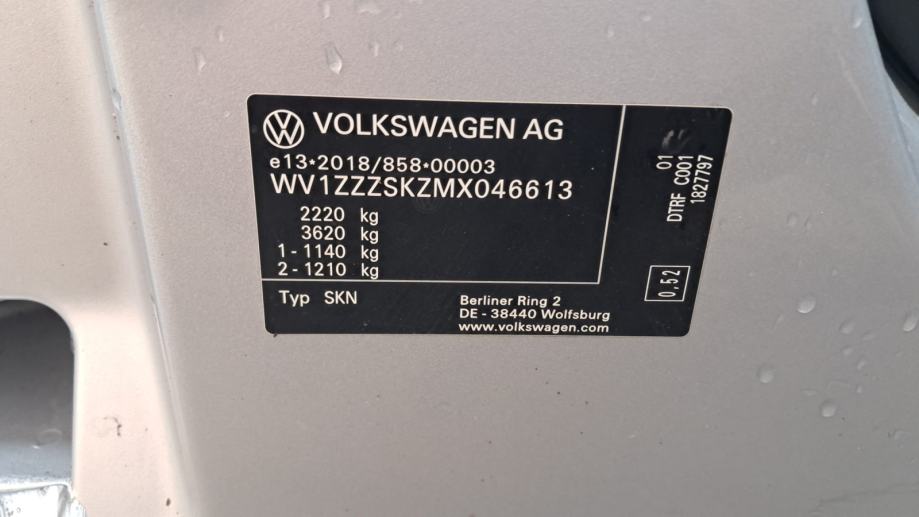 VOLKSWAGEN AG
e13*2018/858*00003
WV1ZZZSKZMX046613
2220 kg
3620 kg
1 - 1140 kg
2 - 1210 kg
Typ SKN
Berliner Ring 2
DE - 38440 Wolfsburg
www.volkswagen.com
01
DTRF C001
1827797
0,52